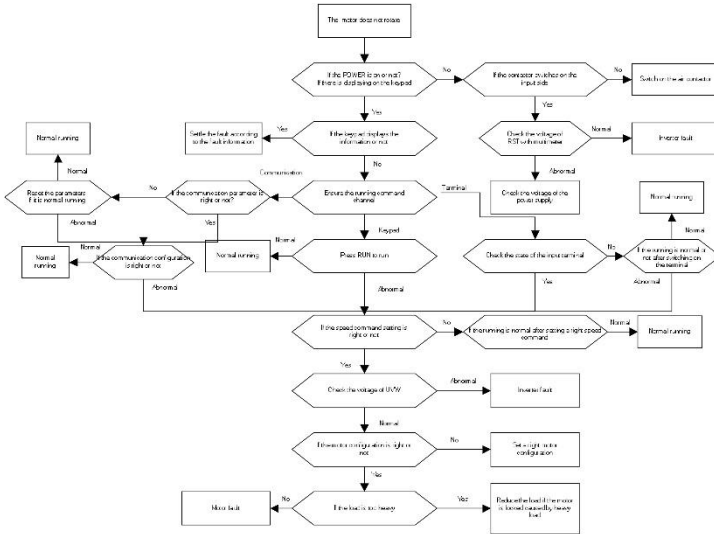 The motor does not rotate
If the POWER is on or not?
If there is displaying on the keypad
No
If the contactor switches on the
input side
No
Switch on the air contactor
Yes
Yes
Normal running
Settle the fault according
to the fault information
Yes
If the keypad displays the
information or not
Check the voltage of
RST with multimeter
Normal
Inverter fault
Normal
No
Abnormal
Communication
Reset the parameters
if it is normal running
No
If the communication parameter is
right or not?
Ensure the running command
channel
Terminal
Check the voltage of the
power supply
Normal running
Abnormal
Yes
Keypad
Normal
Normal
running
Normal
If the communication configuration
is right or not
Normal running
Normal
Press RUN to run
Check the state of the input terminal
No
If the running is normal or
not after switching on
the terminal
Abnormal
Abnormal
Yes
Abnormal
If the speed command setting is
right or not
No
If the running is normal after setting a right speed
command
Normal
Normal running
Yes
Check the voltage of UVW
Abnormal
Inverter fault
Normal
If the motor configuration is right or
not
No
Set a right motor
configuration
Yes
Motor fault
No
If the load is too heavy
Yes
Reduce the load if the motor
is locked caused by heavy
load